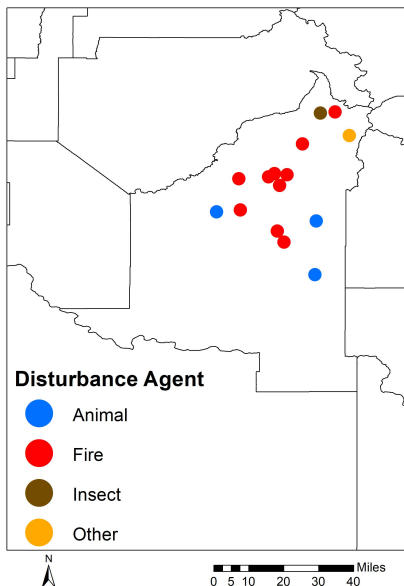 Disturbance Agent
Animal
Fire
Insect
Other
N
Miles
0 5 10 20 30 40